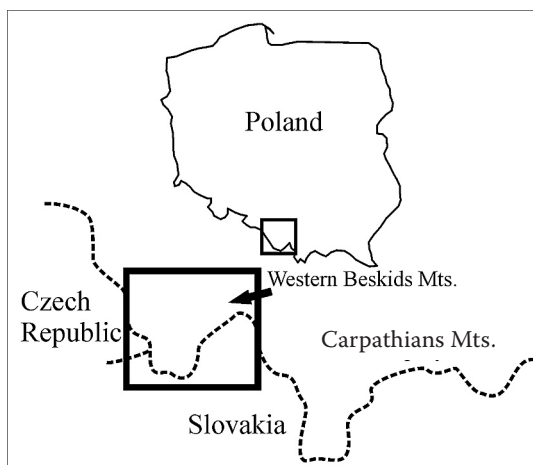 Poland
Western Beskids Mts.
Czech
Republic
Carpathians Mts.
Slovakia